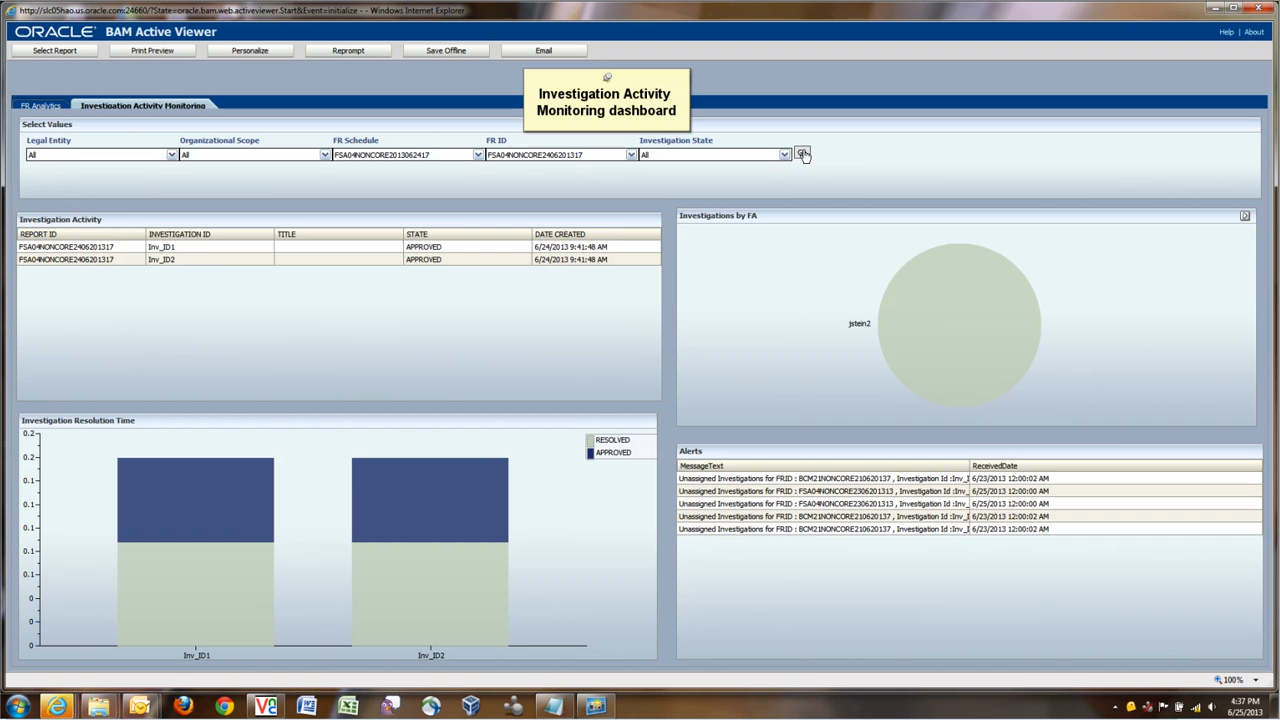 http://slc05hao.us.oracle.com:24660/?State=oracle.bam.web.activeviewer.Start&Event=initialize - - Windows Internet Explorer
ORACLE BAM Active Viewer
Help | About
Select Report Print Preview Personalize Reprompt Save Offline Email
Investigation Activity
Monitoring dashboard
FR Analytics Investigation Activity Monitoring
Select Values
Legal Entity Organizational Scope FR Schedule FR ID Investigation State
All All FSA04NONCORE2013062417 FSA04NONCORE2406201317 All
Investigation Activity
REPORT ID INVESTIGATION ID TITLE STATE DATE CREATED
FSA04NONCORE2406201317 Inv_ID1 APPROVED 6/24/2013 9:41:48 AM
FSA04NONCORE2406201317 Inv_ID2 APPROVED 6/24/2013 9:41:48 AM
Investigations by FA
jstein2
Investigation Resolution Time
0.2
0.2
0.2
0.1
0.1
0.1
0.1
0
0
0
RESOLVED
APPROVED
Inv_ID1 Inv_ID2
Alerts
MessageText ReceivedDate
Unassigned Investigations for FRID : BCM21NONCORE210620137 , Investigation Id :Inv_I 6/23/2013 12:00:02 AM
Unassigned Investigations for FRID : FSA04NONCORE2306201313 , Investigation Id :Inv_ 6/25/2013 12:00:00 AM
Unassigned Investigations for FRID : FSA04NONCORE2306201313 , Investigation Id :Inv_ 6/25/2013 12:00:00 AM
Unassigned Investigations for FRID : BCM21NONCORE210620137 , Investigation Id :Inv_I 6/23/2013 12:00:02 AM
Unassigned Investigations for FRID : BCM21NONCORE210620137 , Investigation Id :Inv_I 6/23/2013 12:00:02 AM
100%
4:37 PM
6/25/2013